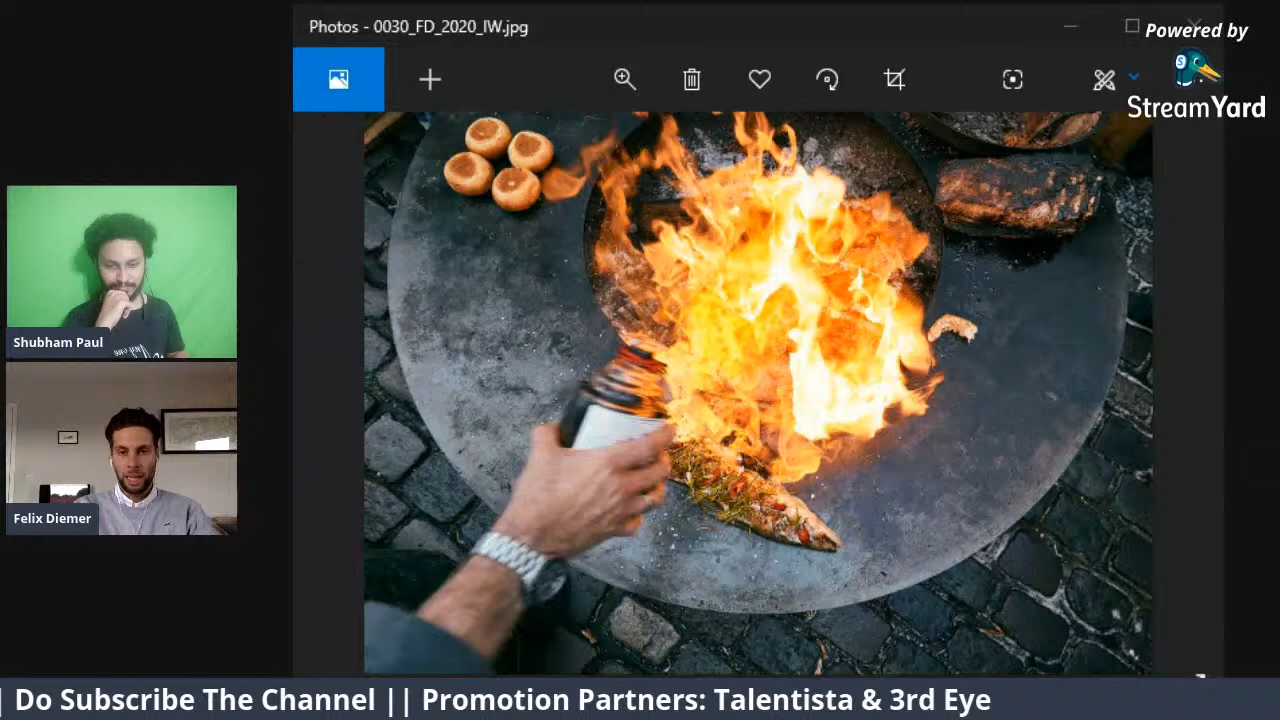 Photos - 0030_FD_2020_IW.jpg
Powered by
StreamYard
Shubham Paul
Felix Diemer
| Do Subscribe The Channel || Promotion Partners: Talentista & 3rd Eye